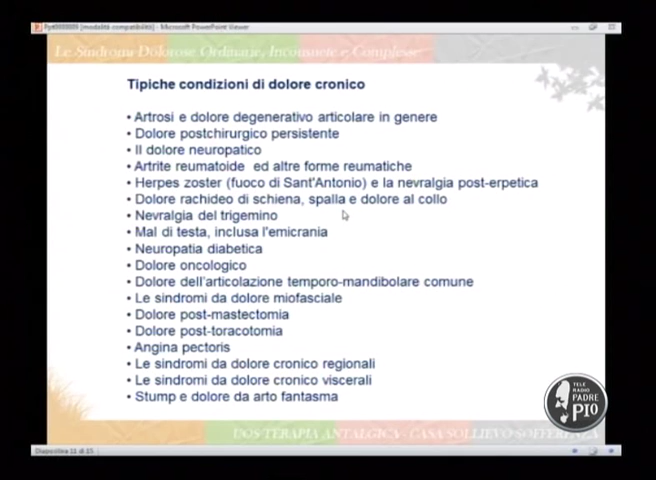 Ppt0000009 [modalità compatibilità] - Microsoft PowerPoint Viewer
Le Sindromi Dolorose Ordinarie, Inconsuete e Complesse
Tipiche condizioni di dolore cronico
• Artrosi e dolore degenerativo articolare in genere
• Dolore postchirurgico persistente
• Il dolore neuropatico
• Artrite reumatoide ed altre forme reumatiche
• Herpes zoster (fuoco di Sant'Antonio) e la nevralgia post-erpetica
• Dolore rachideo di schiena, spalla e dolore al collo
• Nevralgia del trigemino
• Mal di testa, inclusa l'emicrania
• Neuropatia diabetica
• Dolore oncologico
• Dolore dell'articolazione temporo-mandibolare comune
• Le sindromi da dolore miofasciale
• Dolore post-mastectomia
• Dolore post-toracotomia
• Angina pectoris
• Le sindromi da dolore cronico regionali
• Le sindromi da dolore cronico viscerali
• Stump e dolore da arto fantasma
TELE
RADIO
PADRE
PIO
UOS TERAPIA ANTALGICA - CASA SOLLIEVO SOFFERENZA
Diapositiva 11 di 15